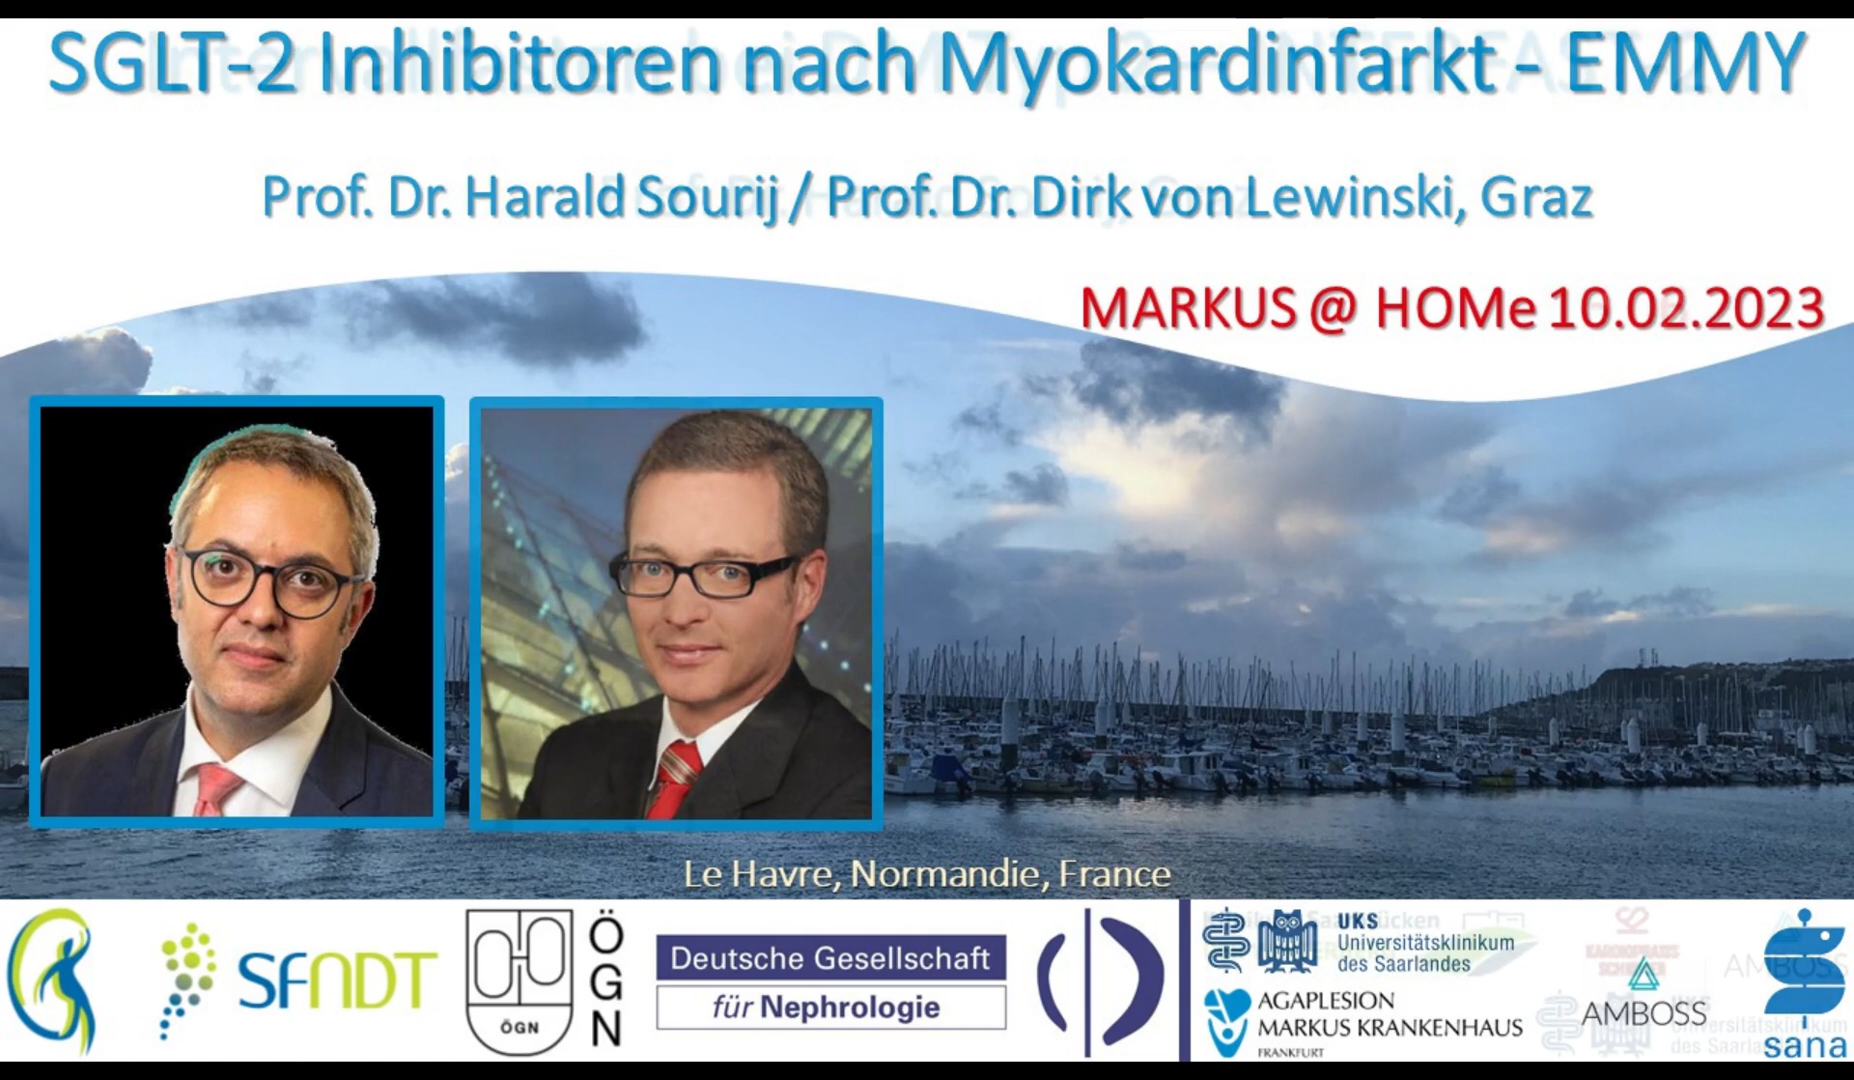 SGLT-2 Inhibitoren nach Myokardinfarkt - EMMY
Prof. Dr. Harald Sourij / Prof. Dr. Dirk von Lewinski, Graz
MARKUS @ HOMe 10.02.2023
Le Havre, Normandie, France
SFNDT
ÖGN
ÖGN
Deutsche Gesellschaft
für Nephrologie
UKS
Universitätsklinikum
des Saarlandes
AGAPLESION
MARKUS KRANKENHAUS
FRANKFURT
AMBOSS
sana